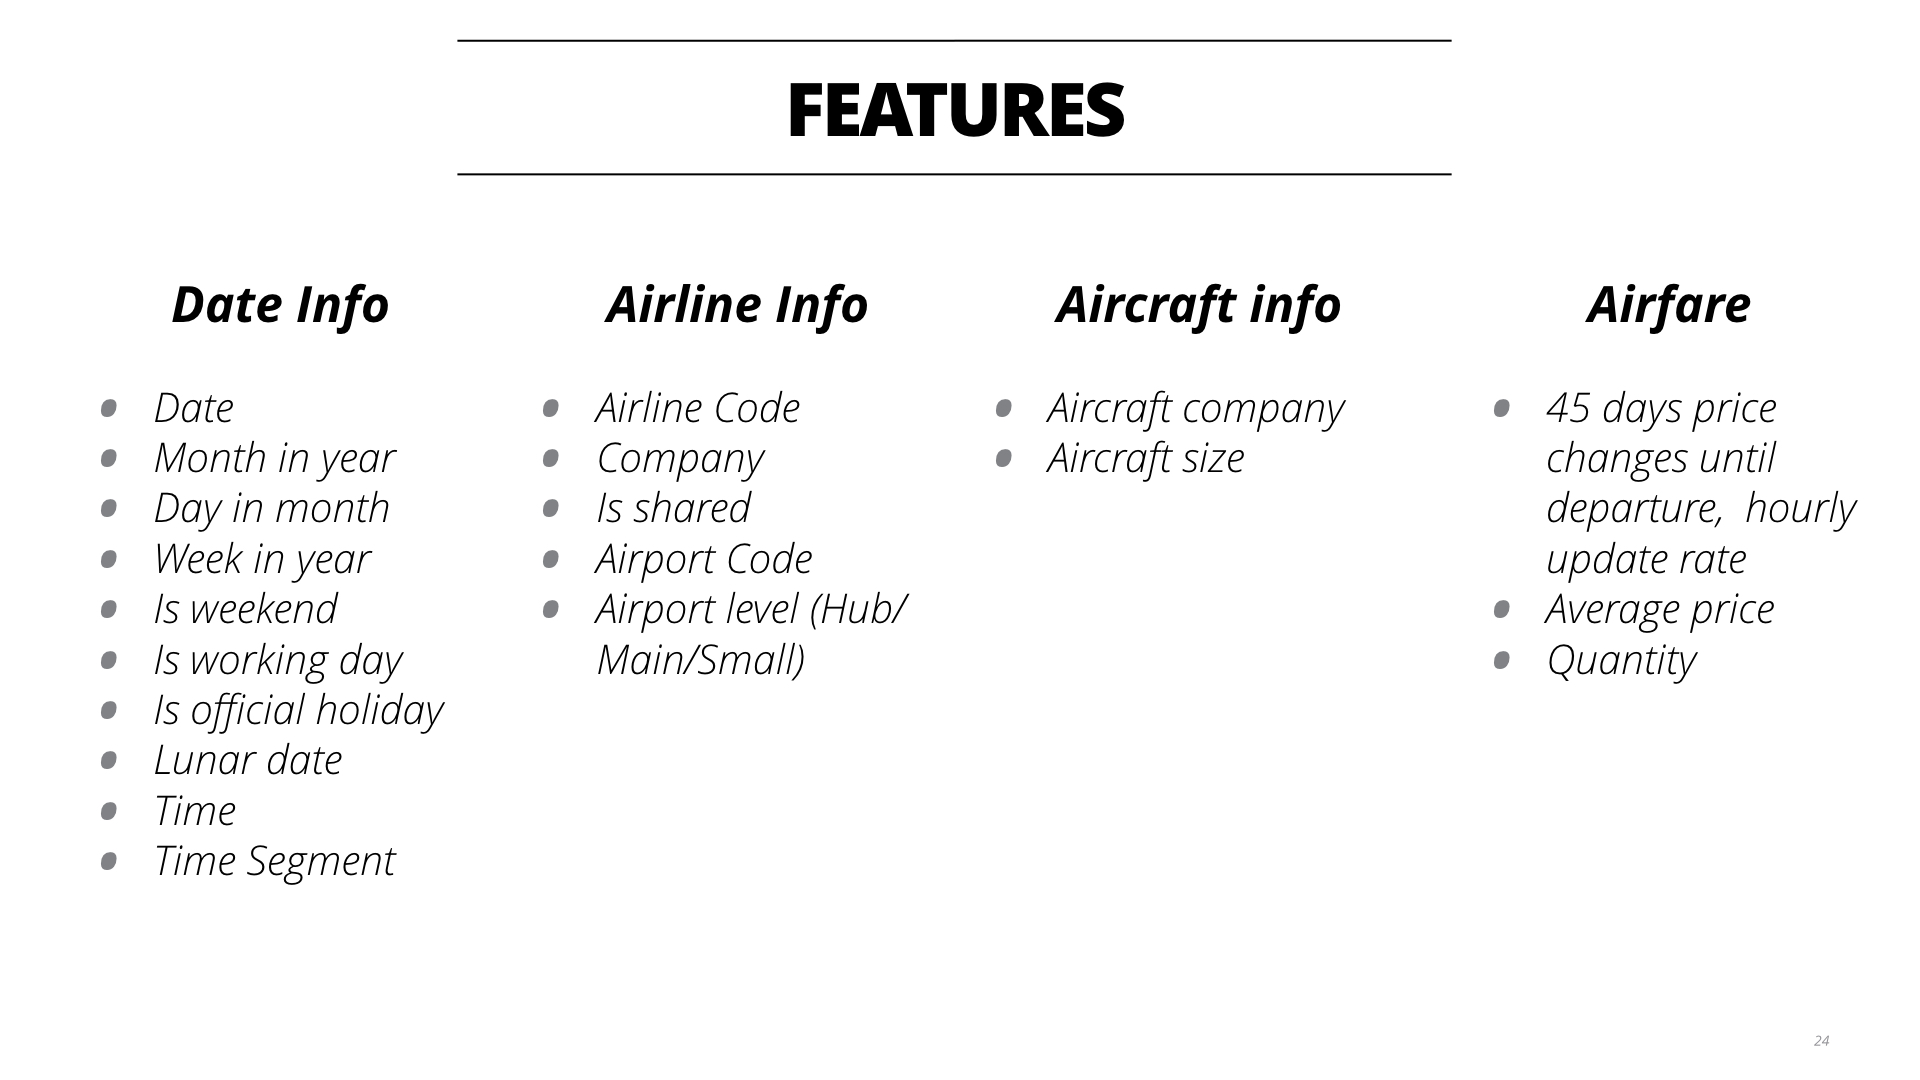 FEATURES
Date Info
Date
Month in year
Day in month
Week in year
Is weekend
Is working day
Is official holiday
Lunar date
Time
Time Segment
Airline Info
Airline Code
Company
Is shared
Airport Code
Airport level (Hub/
Main/Small)
Aircraft info
Aircraft company
Aircraft size
Airfare
45 days price
changes until
departure,  hourly
update rate
Average price
Quantity
24